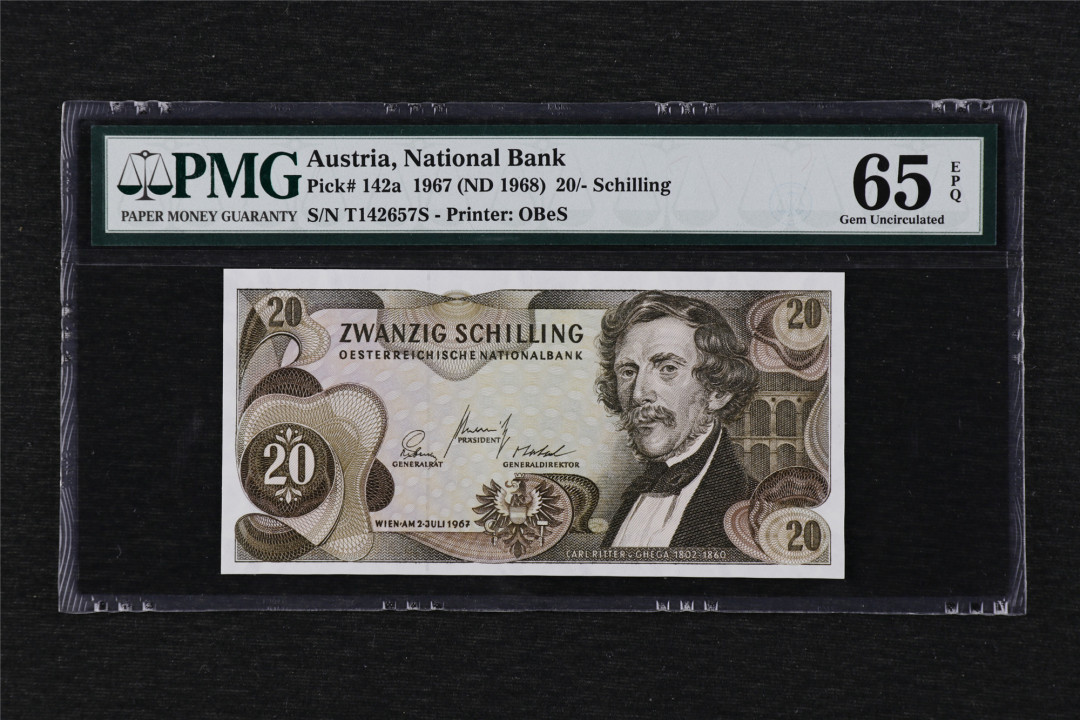 PMG
PAPER MONEY GUARANTY
Austria, National Bank
Pick# 142a 1967 (ND 1968) 20/- Schilling
S/N T142657S - Printer: OBeS
65
EPQ
Gem Uncirculated
20
20
ZWANZIG SCHILLING
OESTERREICHISCHE NATIONALBANK
PRÄSIDENT
GENERALRAT
GENERALDIREKTOR
20
WIEN·AM 2·JULI 1967
CARL RITTER v GHEGA 1802-1860
20